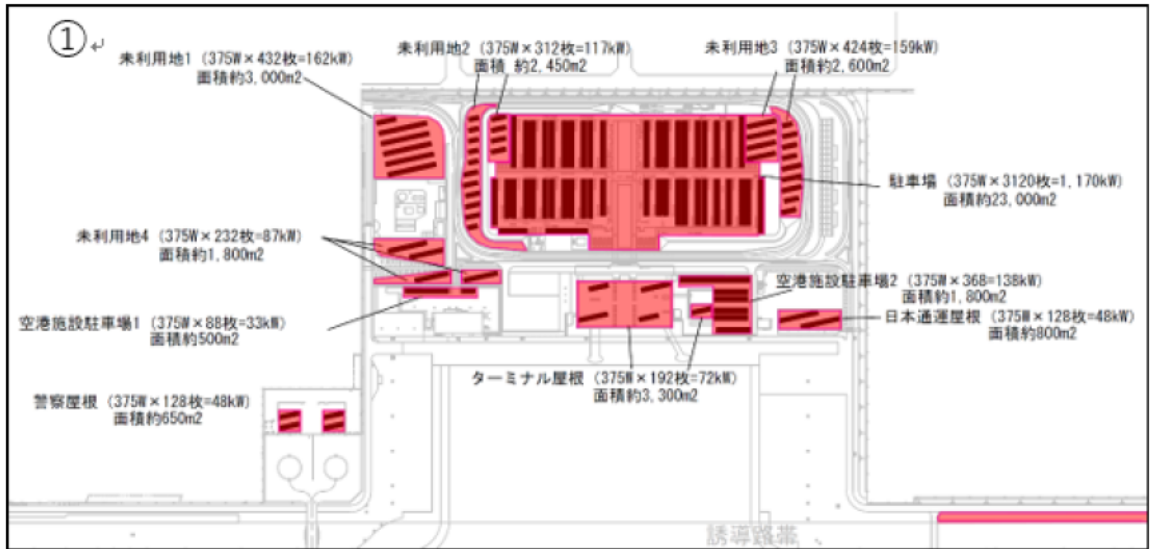 ①
未利用地1 (375W×432枚=162kW)
面積約3,000m2
未利用地2 (375W×312枚=117kW)
面積 約2,450m2
未利用地3 (375W×424枚=159kW)
面積約2,600m2
駐車場 (375W×3120枚=1,170kW)
面積約23,000m2
未利用地4 (375W×232枚=87kW)
面積約1,800m2
空港施設駐車場2 (375W×368=138kW)
面積約1,800m2
空港施設駐車場1 (375W×88枚=33kW)
面積約500m2
日本通運屋根 (375W×128枚=48kW)
面積約800m2
ターミナル屋根 (375W×192枚=72kW)
面積約3,300m2
警察屋根 (375W×128枚=48kW)
面積約650m2
誘導路帯